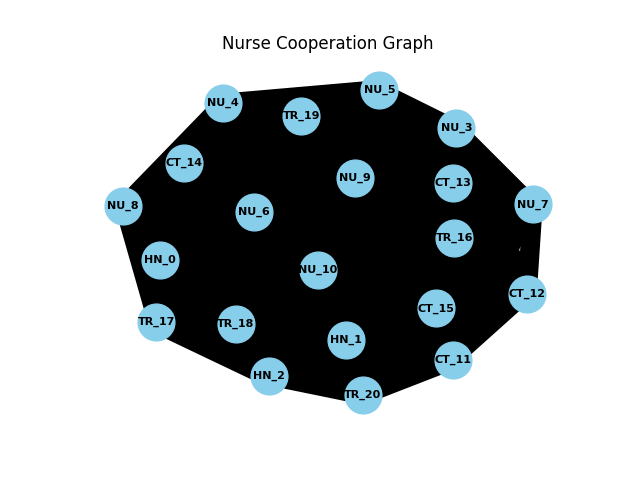 Nurse Cooperation Graph
NU_5
NU_4
TR_19
NU_3
CT_14
NU_9
CT_13
NU_7
NU_8
NU_6
TR_16
HN_0
NU_10
CT_12
CT_15
TR_17
TR_18
HN_1
CT_11
HN_2
TR_20